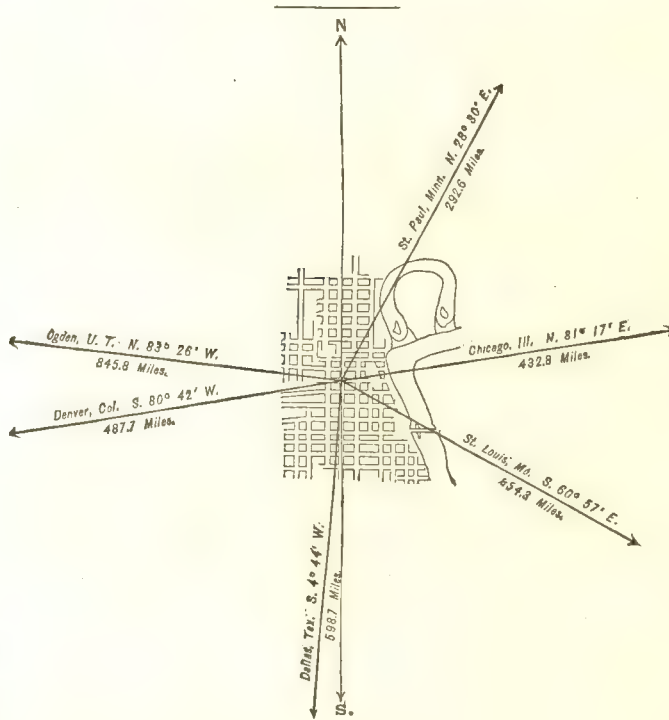 N
St. Paul, Minn. N. 28° 30' E.
292.6 Miles.
Ogden, U. T. N. 83° 26' W.
845.8 Miles.
Chicago, Ill. N. 81° 17' E.
432.8 Miles.
Denver, Col. S. 80° 42' W.
487.7 Miles.
St. Louis, Mo. S. 60° 57' E.
354.3 Miles.
Dallas, Tex. S. 4° 44' W.
598.7 Miles.
S.